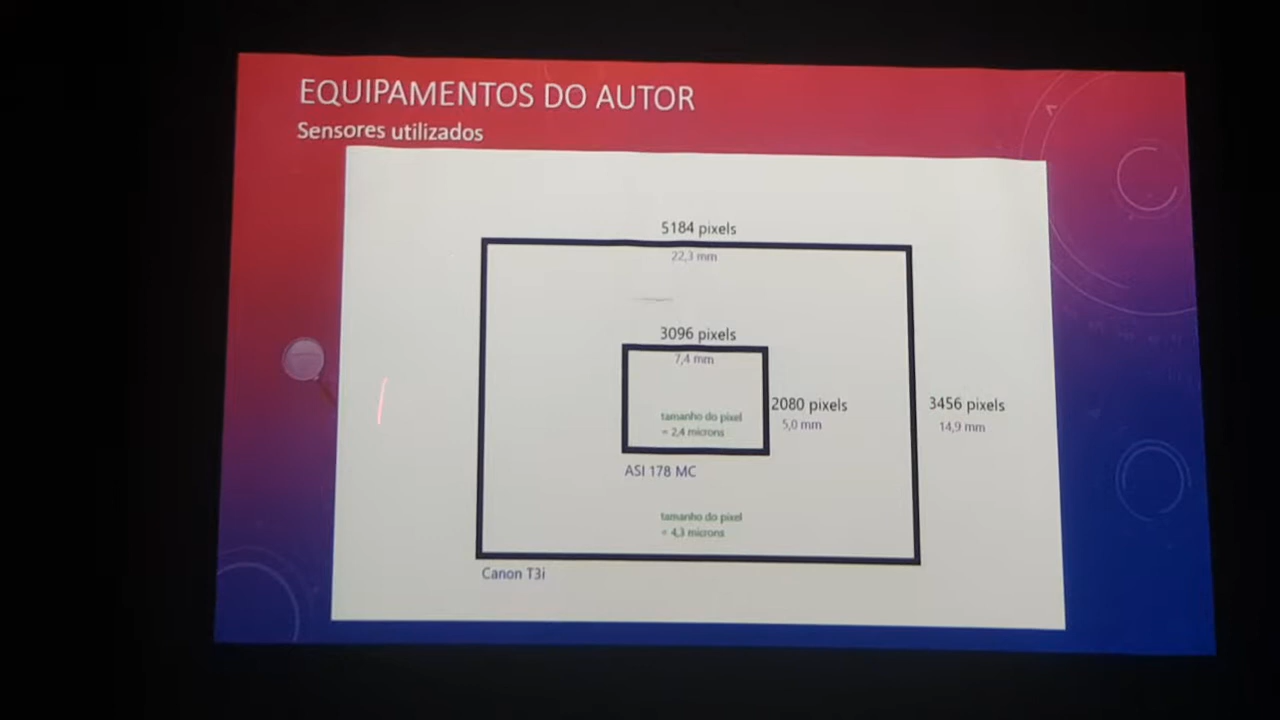 EQUIPAMENTOS DO AUTOR
Sensores utilizados
5184 pixels
22,3 mm
3096 pixels
7,4 mm
tamanho do pixel
= 2,4 microns
2080 pixels
5,0 mm
3456 pixels
14,9 mm
ASI 178 MC
tamanho do pixel
= 4,3 microns
Canon T3i